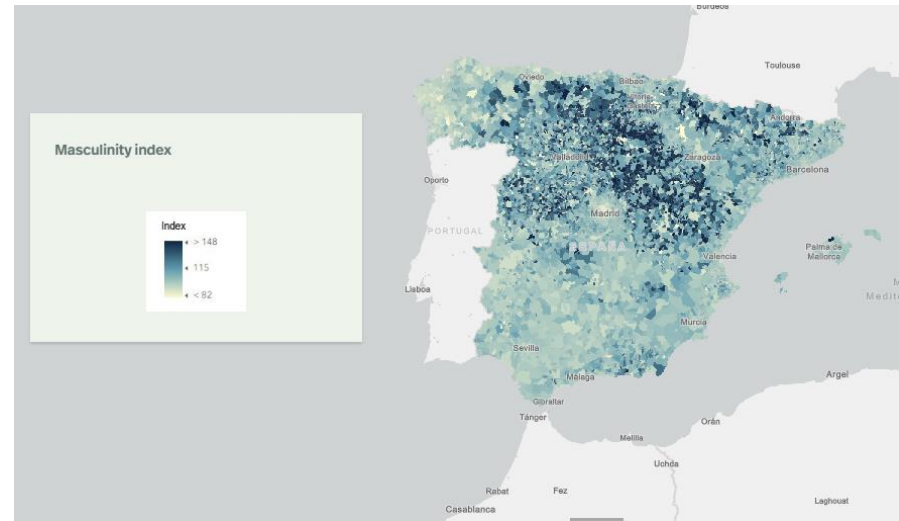 Burdeos
Toulouse
Oviedo
Bilbao
Andorra
Masculinity index
Valladolid
Zaragoza
Barcelona
Oporto
Madrid
Index
> 148
115
< 82
PORTUGAL
ESPAÑA
Valencia
Palma de
Mallorca
Lisboa
Murcia
Sevilla
Málaga
Argel
Gibraltar
Tánger
Orán
Melilla
Uchda
Rabat
Fez
Casablanca
Laghouat